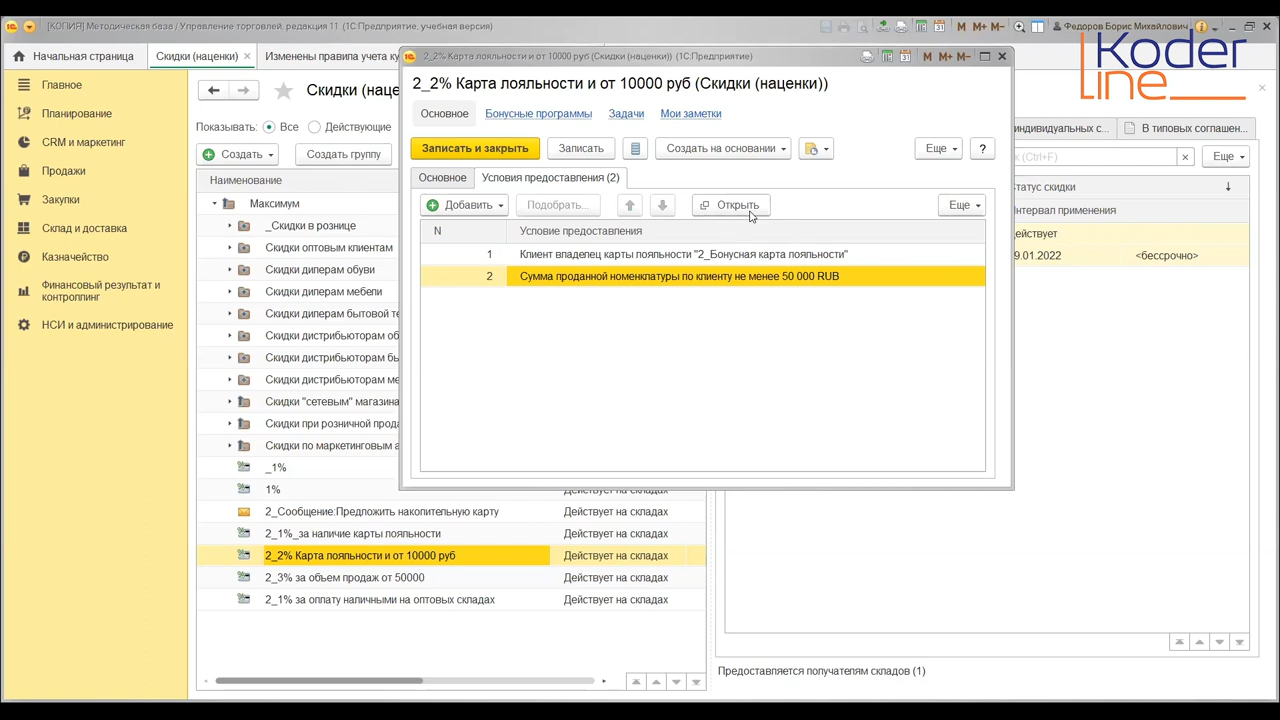 [КОПИЯ] Методическая база / Управление торговлей, редакция 11 (1С:Предприятие, учебная версия)
M M+ M-
Федоров Борис Михайлович
Koder
line
Начальная страница
Скидки (наценки) ×
Изменены правила учета ку
2_2% Карта лояльности и от 10000 руб (Скидки (наценки)) (1С:Предприятие)
M M+ M-
Главное
Планирование
CRM и маркетинг
Продажи
Закупки
Склад и доставка
Казначейство
Финансовый результат и
контроллинг
НСИ и администрирование
Скидки (наце
Показывать: Все Действующие
Создать Создать группу
Наименование
Максимум
_Скидки в рознице
Скидки оптовым клиентам
Скидки диперам обуви
Скидки диперам мебели
Скидки диперам бытовой те
Скидки дистрибьюторам об
Скидки дистрибьюторам бы
Скидки дистрибьюторам ме
Скидки "сетевым" магазина
Скидки при розничной прода
Скидки по маркетинговым а
_1%
1% Действует на складах
2_Сообщение:Предложить накопительную карту Действует на складах
2_1%_за наличие карты лояльности Действует на складах
2_2% Карта лояльности и от 10000 руб Действует на складах
2_3% за объем продаж от 50000 Действует на складах
2_1% за оплату наличными на оптовых складах Действует на складах
2_2% Карта лояльности и от 10000 руб (Скидки (наценки))
Основное Бонусные программы Задачи Мои заметки
Записать и закрыть Записать Создать на основании Еще ?
Основное Условия предоставления (2)
Добавить Подобрать... Открыть Еще
N Условие предоставления
1 Клиент владелец карты лояльности "2_Бонусная карта лояльности"
2 Сумма проданной номенклатуры по клиенту не менее 50 000 RUB
индивидуальных с... В типовых соглашен...
(Ctrl+F) × Еще
Статус скидки
Интервал применения
ействует
9.01.2022 <бессрочно>
Предоставляется получателям складов (1)